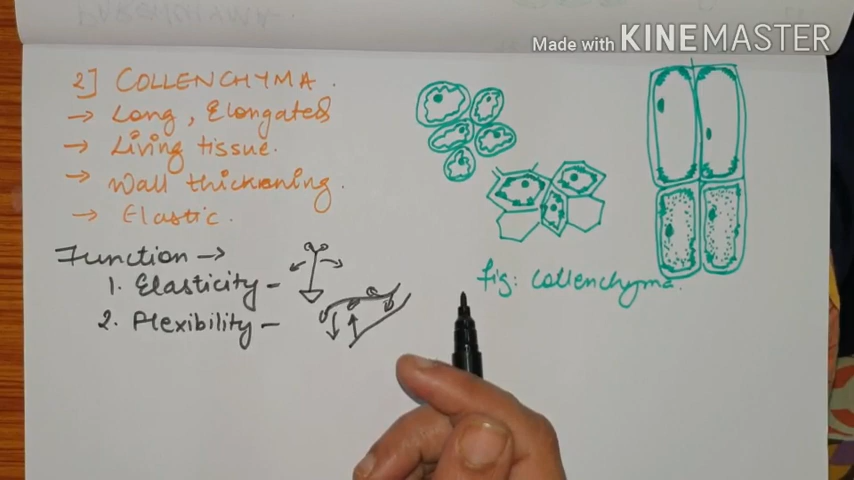 Made with KINEMASTER
2] COLLENCHYMA.
→ Long, Elongated
→ Living tissue.
→ Wall thickening.
→ Elastic.
Function →
1. Elasticity -
2. Flexibility -
fig: Collenchyma.